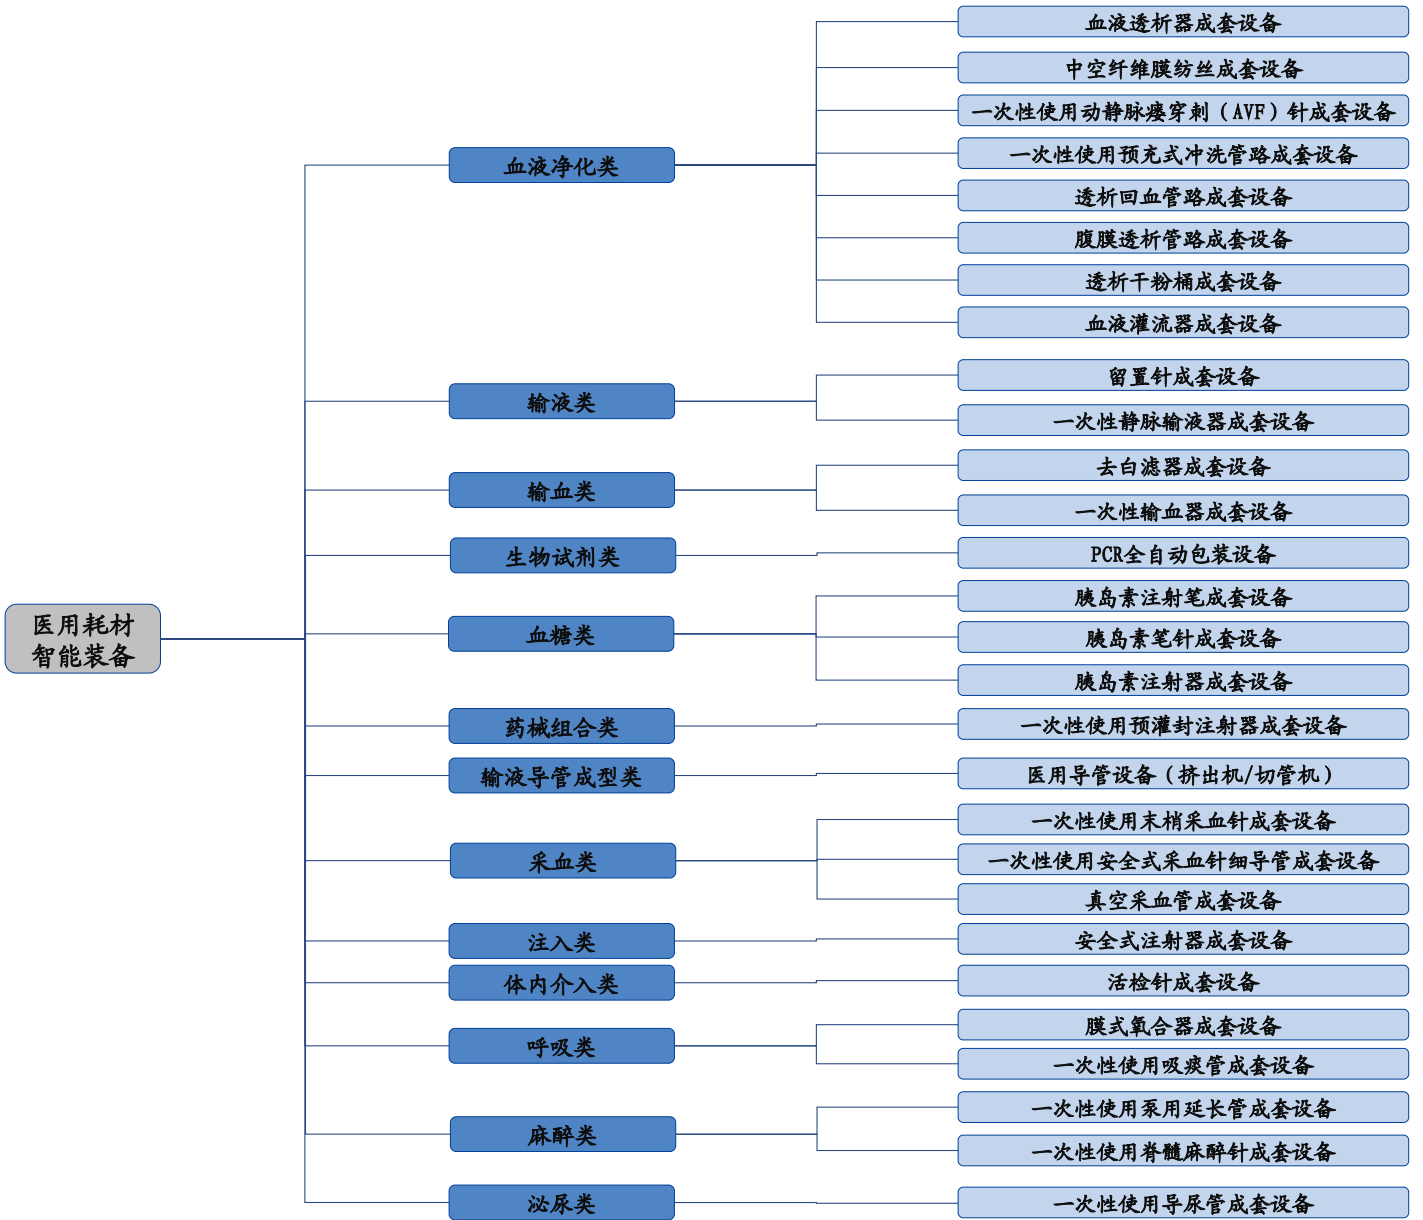 医用耗材
智能装备
血液净化类
血液透析器成套设备
中空纤维膜纺丝成套设备
一次性使用动静脉瘘穿刺（AVF）针成套设备
一次性使用预充式冲洗管路成套设备
透析回血管路成套设备
腹膜透析管路成套设备
透析干粉桶成套设备
血液灌流器成套设备
输液类
留置针成套设备
一次性静脉输液器成套设备
输血类
去白滤器成套设备
一次性输血器成套设备
生物试剂类
PCR全自动包装设备
血糖类
胰岛素注射笔成套设备
胰岛素笔针成套设备
胰岛素注射器成套设备
药械组合类
一次性使用预灌封注射器成套设备
输液导管成型类
医用导管设备（挤出机/切管机）
采血类
一次性使用末梢采血针成套设备
一次性使用安全式采血针细导管成套设备
真空采血管成套设备
注入类
安全式注射器成套设备
体内介入类
活检针成套设备
呼吸类
膜式氧合器成套设备
一次性使用吸痰管成套设备
麻醉类
一次性使用泵用延长管成套设备
一次性使用脊髓麻醉针成套设备
泌尿类
一次性使用导尿管成套设备